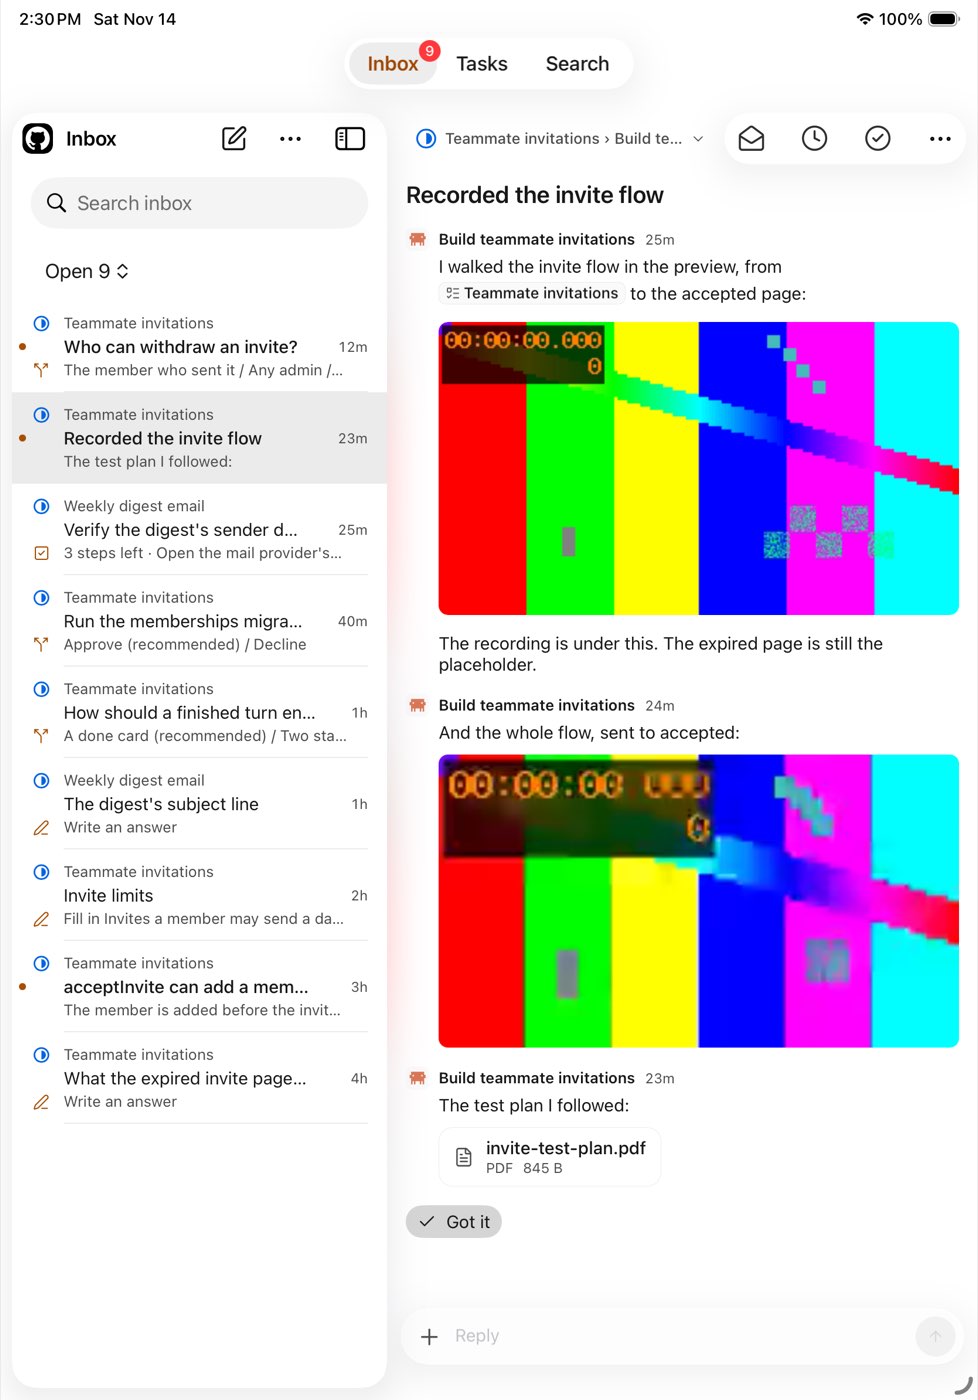 2:30 PM Sat Nov 14
100%
Inbox
9
Tasks
Search
Inbox
Search inbox
Open 9
Teammate invitations
Who can withdraw an invite?
12m
The member who sent it / Any admin /...
Teammate invitations
Recorded the invite flow
23m
The test plan I followed:
Weekly digest email
Verify the digest's sender d...
25m
3 steps left · Open the mail provider's...
Teammate invitations
Run the memberships migra...
40m
Approve (recommended) / Decline
Teammate invitations
How should a finished turn en...
1h
A done card (recommended) / Two sta...
Weekly digest email
The digest's subject line
1h
Write an answer
Teammate invitations
Invite limits
2h
Fill in Invites a member may send a da...
Teammate invitations
acceptInvite can add a mem...
3h
The member is added before the invit...
Teammate invitations
What the expired invite page...
4h
Write an answer
Teammate invitations › Build te...
Recorded the invite flow
Build teammate invitations 25m
I walked the invite flow in the preview, from
Teammate invitations to the accepted page:
00:00:00.000
0
The recording is under this. The expired page is still the
placeholder.
Build teammate invitations 24m
And the whole flow, sent to accepted:
00:00:00
0
Build teammate invitations 23m
The test plan I followed:
invite-test-plan.pdf
PDF 845 B
Got it
Reply